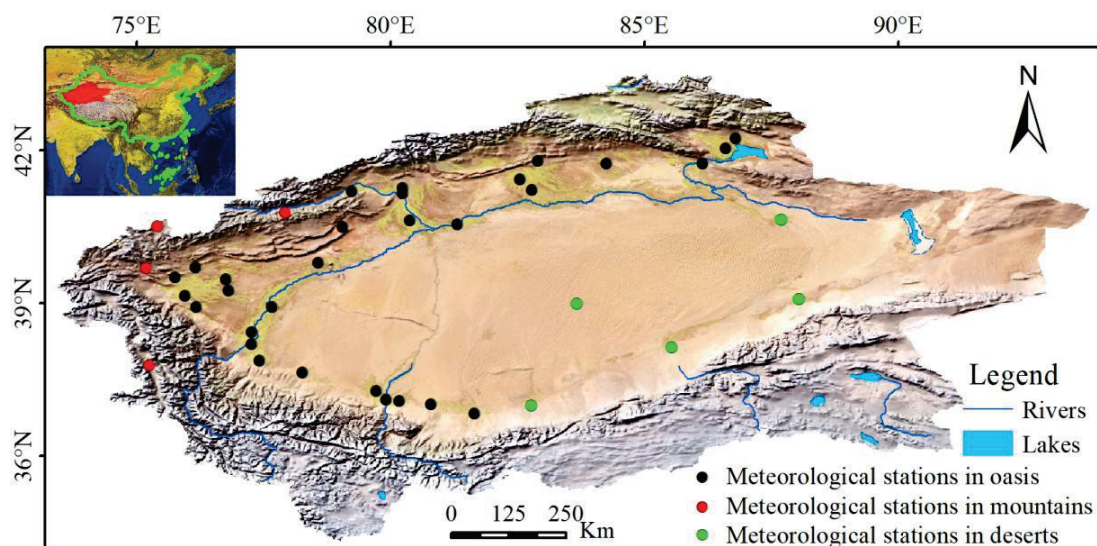 75°E 80°E 85°E 90°E
N
42°N
39°N
36°N
Legend
Rivers
Lakes
Meteorological stations in oasis
Meteorological stations in mountains
Meteorological stations in deserts
0 125 250
Km